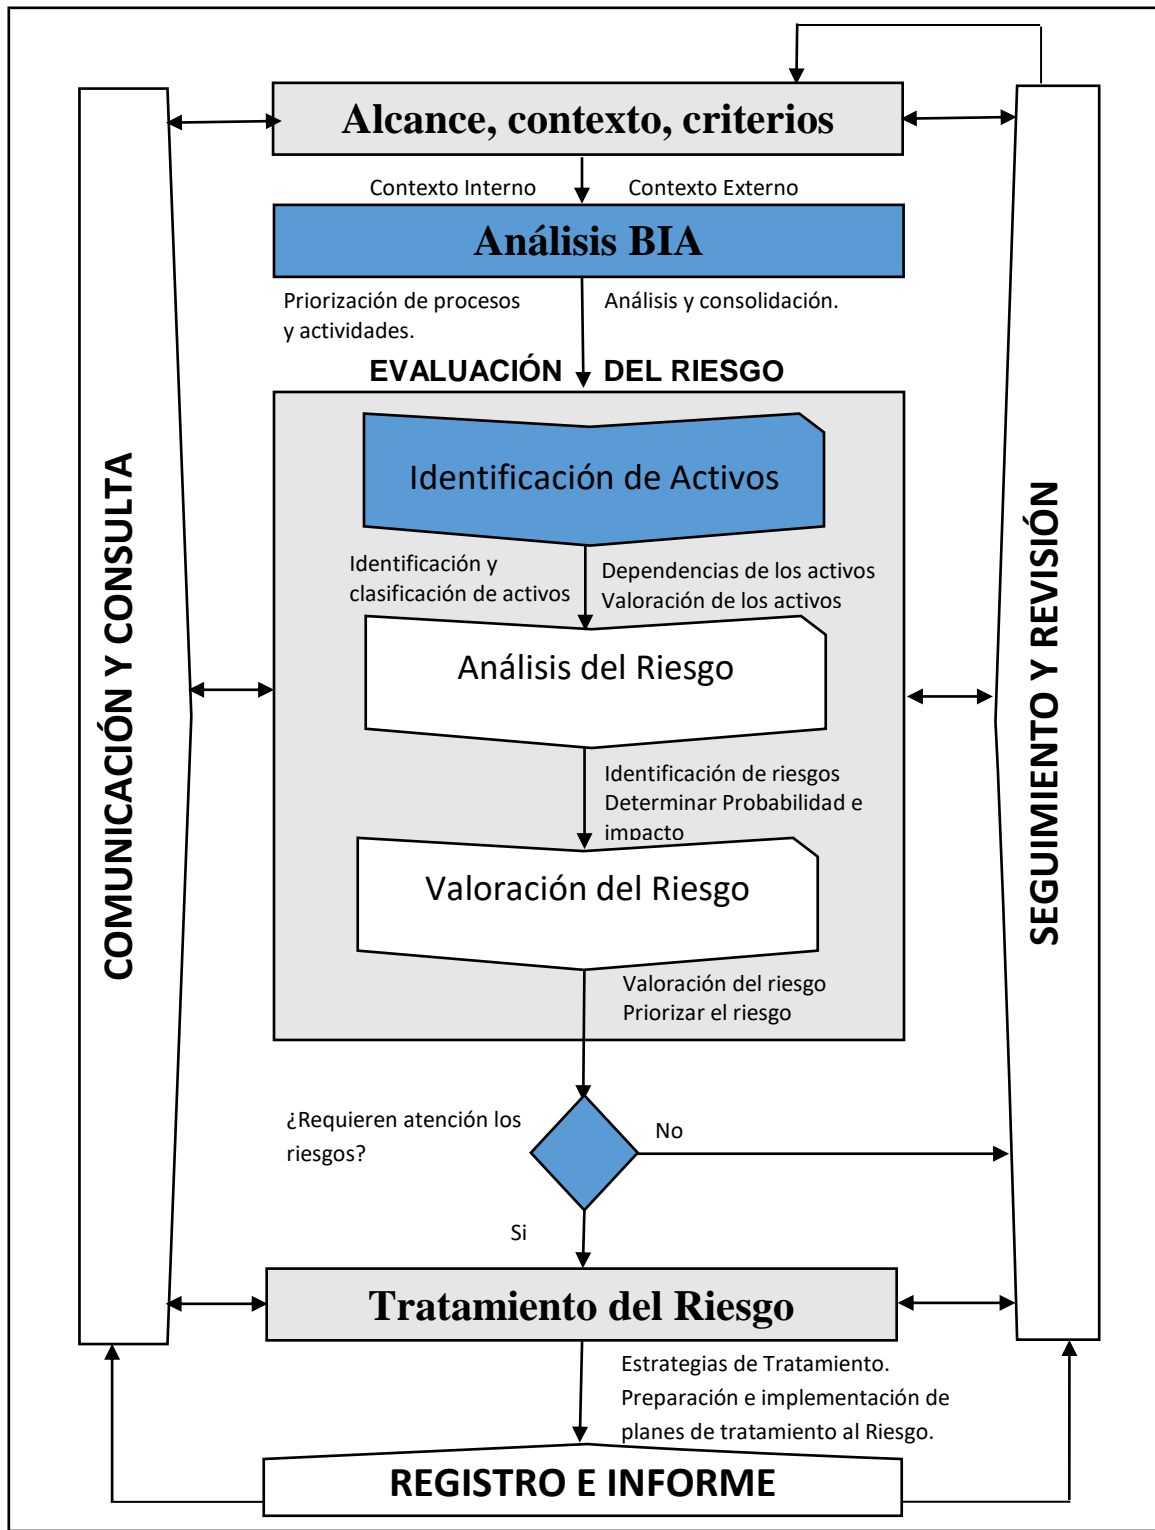 Alcance, contexto, criterios
Contexto Interno
Contexto Externo
Análisis BIA
Priorización de procesos
y actividades.
Análisis y consolidación.
EVALUACIÓN DEL RIESGO
Identificación de Activos
Identificación y
clasificación de activos
Dependencias de los activos
Valoración de los activos
Análisis del Riesgo
Identificación de riesgos
Determinar Probabilidad e
impacto
Valoración del Riesgo
Valoración del riesgo
Priorizar el riesgo
¿Requieren atención los
riesgos?
No
Si
Tratamiento del Riesgo
Estrategias de Tratamiento.
Preparación e implementación de
planes de tratamiento al Riesgo.
REGISTRO E INFORME
COMUNICACIÓN Y CONSULTA
SEGUIMIENTO Y REVISIÓN